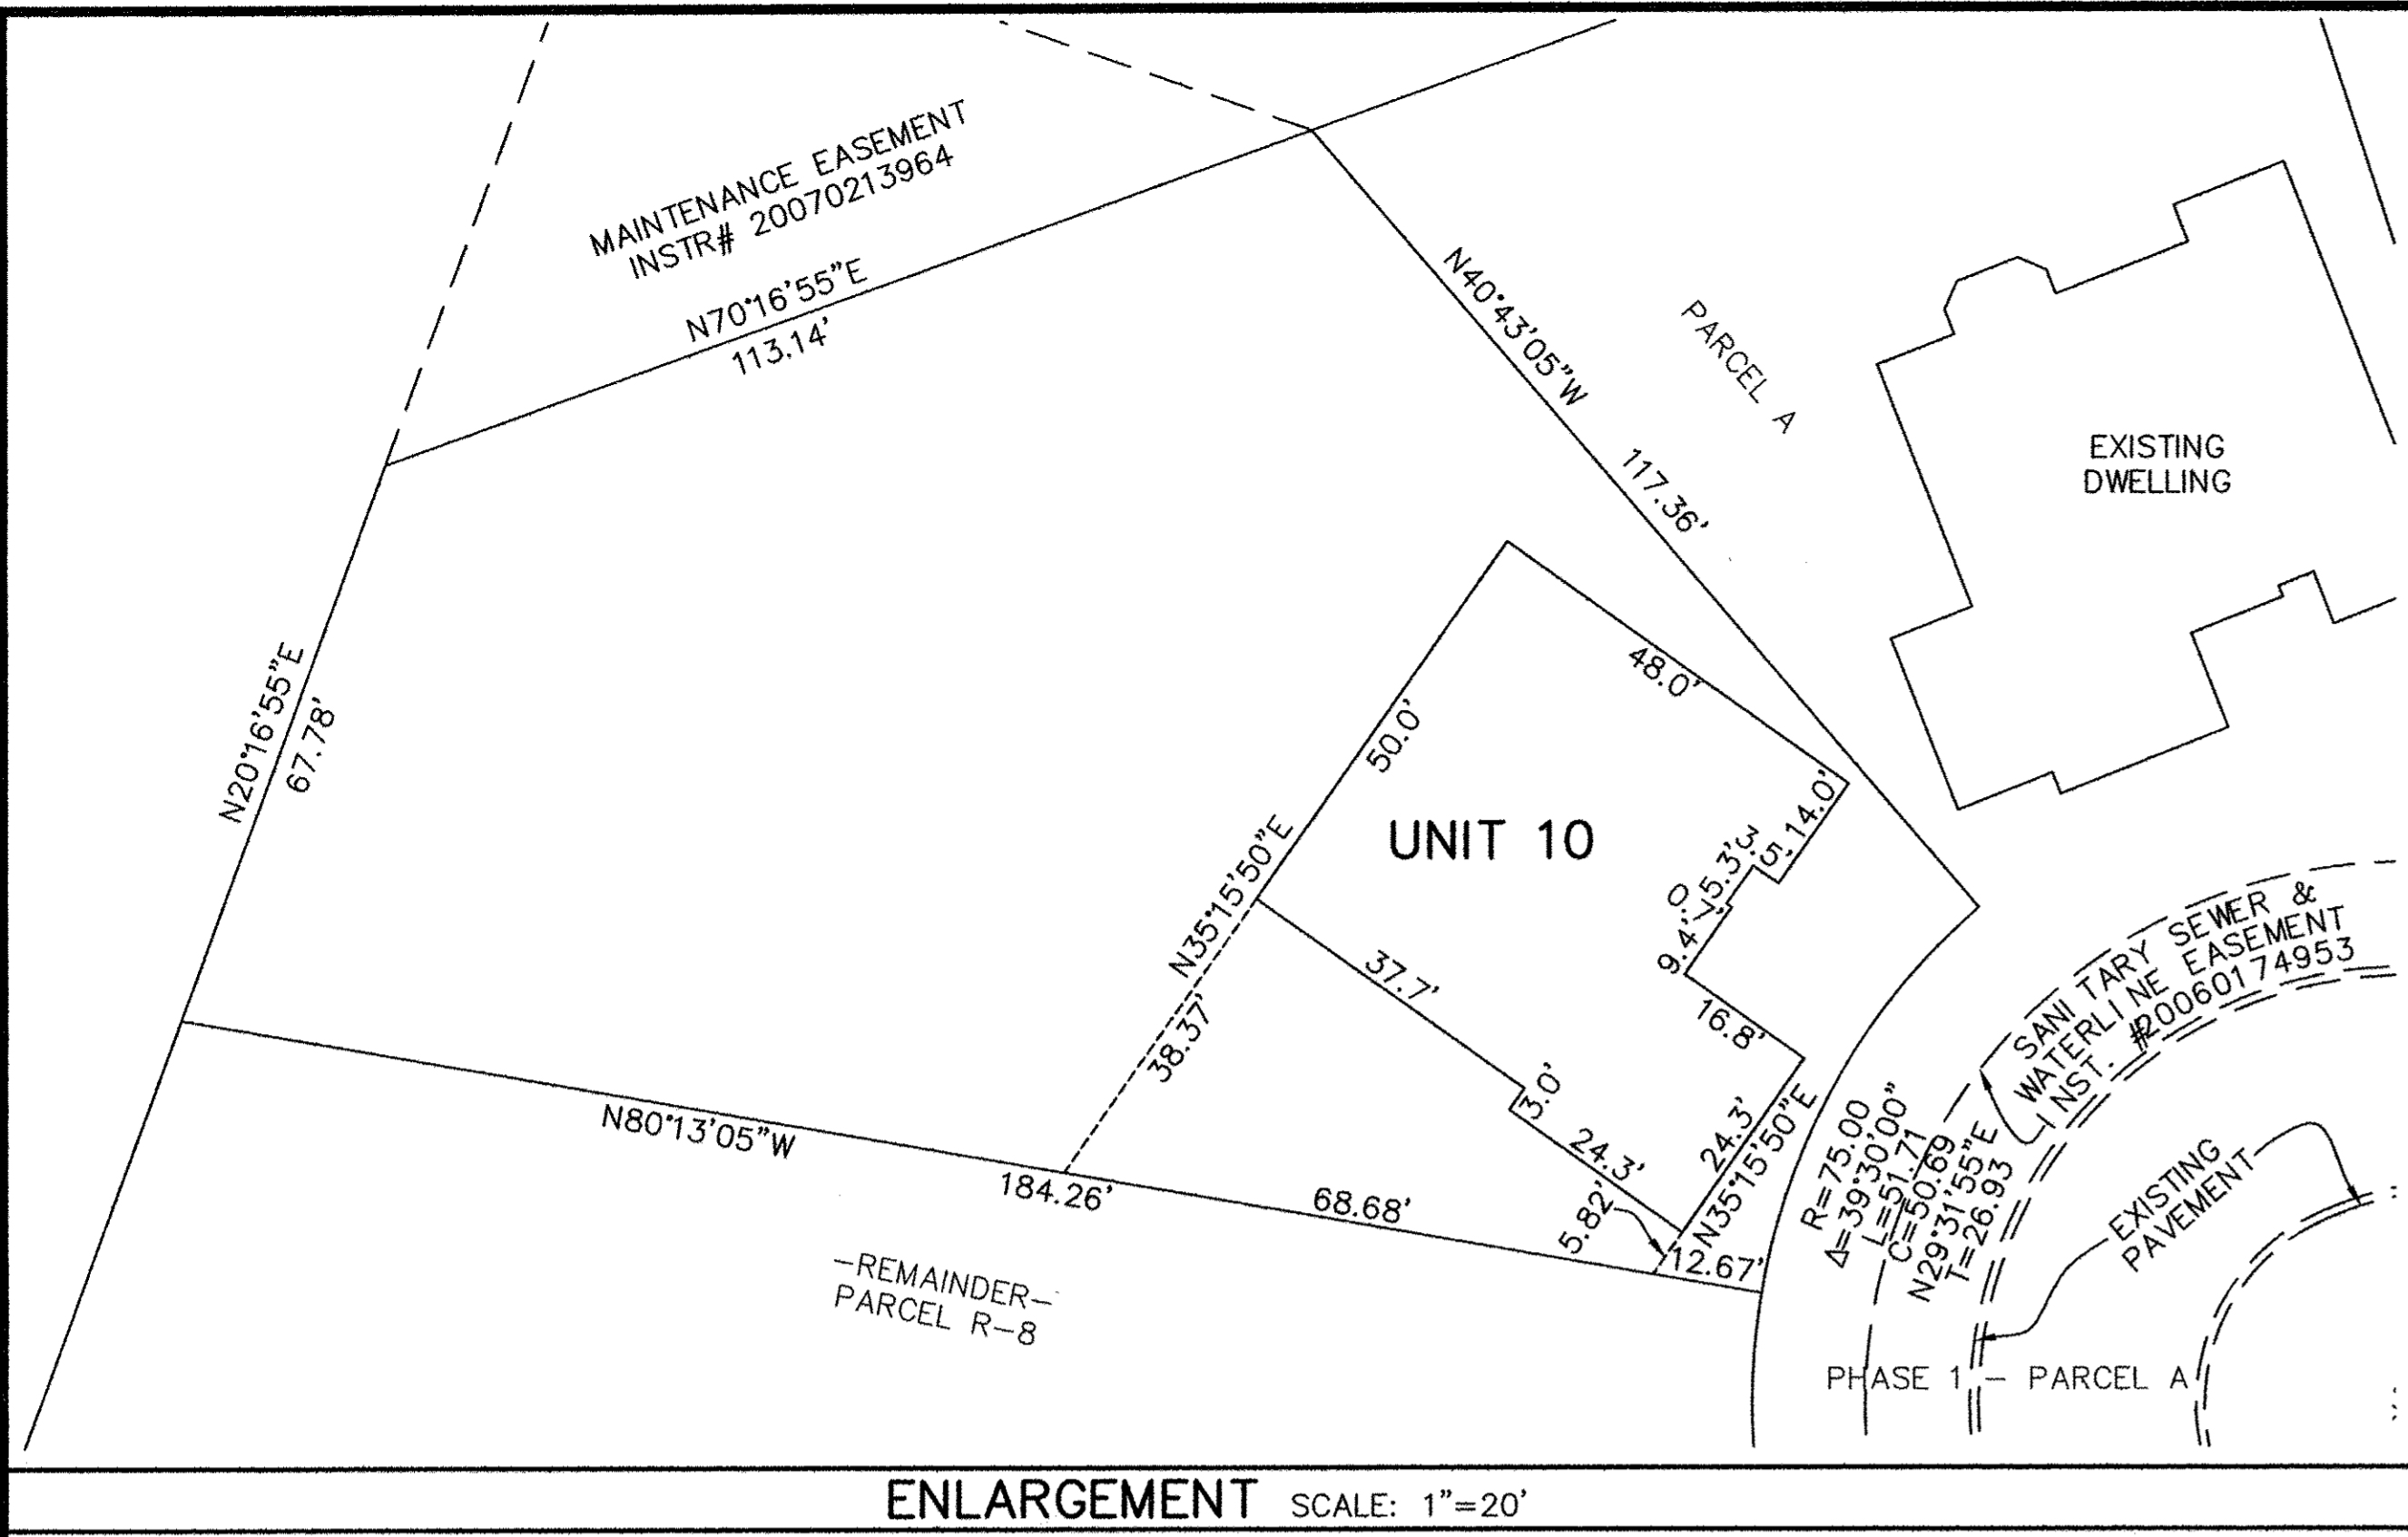 MAINTENANCE EASEMENT
INSTR# 20070213964
N70°16'55"E
113.14'
N40°43'05"W
117.36'
PARCEL A
EXISTING
DWELLING
N20°16'55"E
67.78'
48.0'
50.0'
UNIT 10
14.0'
3.5'
5.3'
0.7'
9.4'
16.8'
N35°15'50"E
38.37'
37.7'
3.0'
24.3'
24.3'
N35°15'50"E
5.82'
12.67'
N80°13'05"W
184.26'
68.68'
-REMAINDER-
PARCEL R-8
R=75.00
Δ=39°30'00"
L=51.71
C=50.69
N29°31'55"E
T=26.93
SANITARY SEWER &
WATERLINE EASEMENT
INST. #20060174953
EXISTING
PAVEMENT
PHASE 1 - PARCEL A
ENLARGEMENT SCALE: 1"=20'